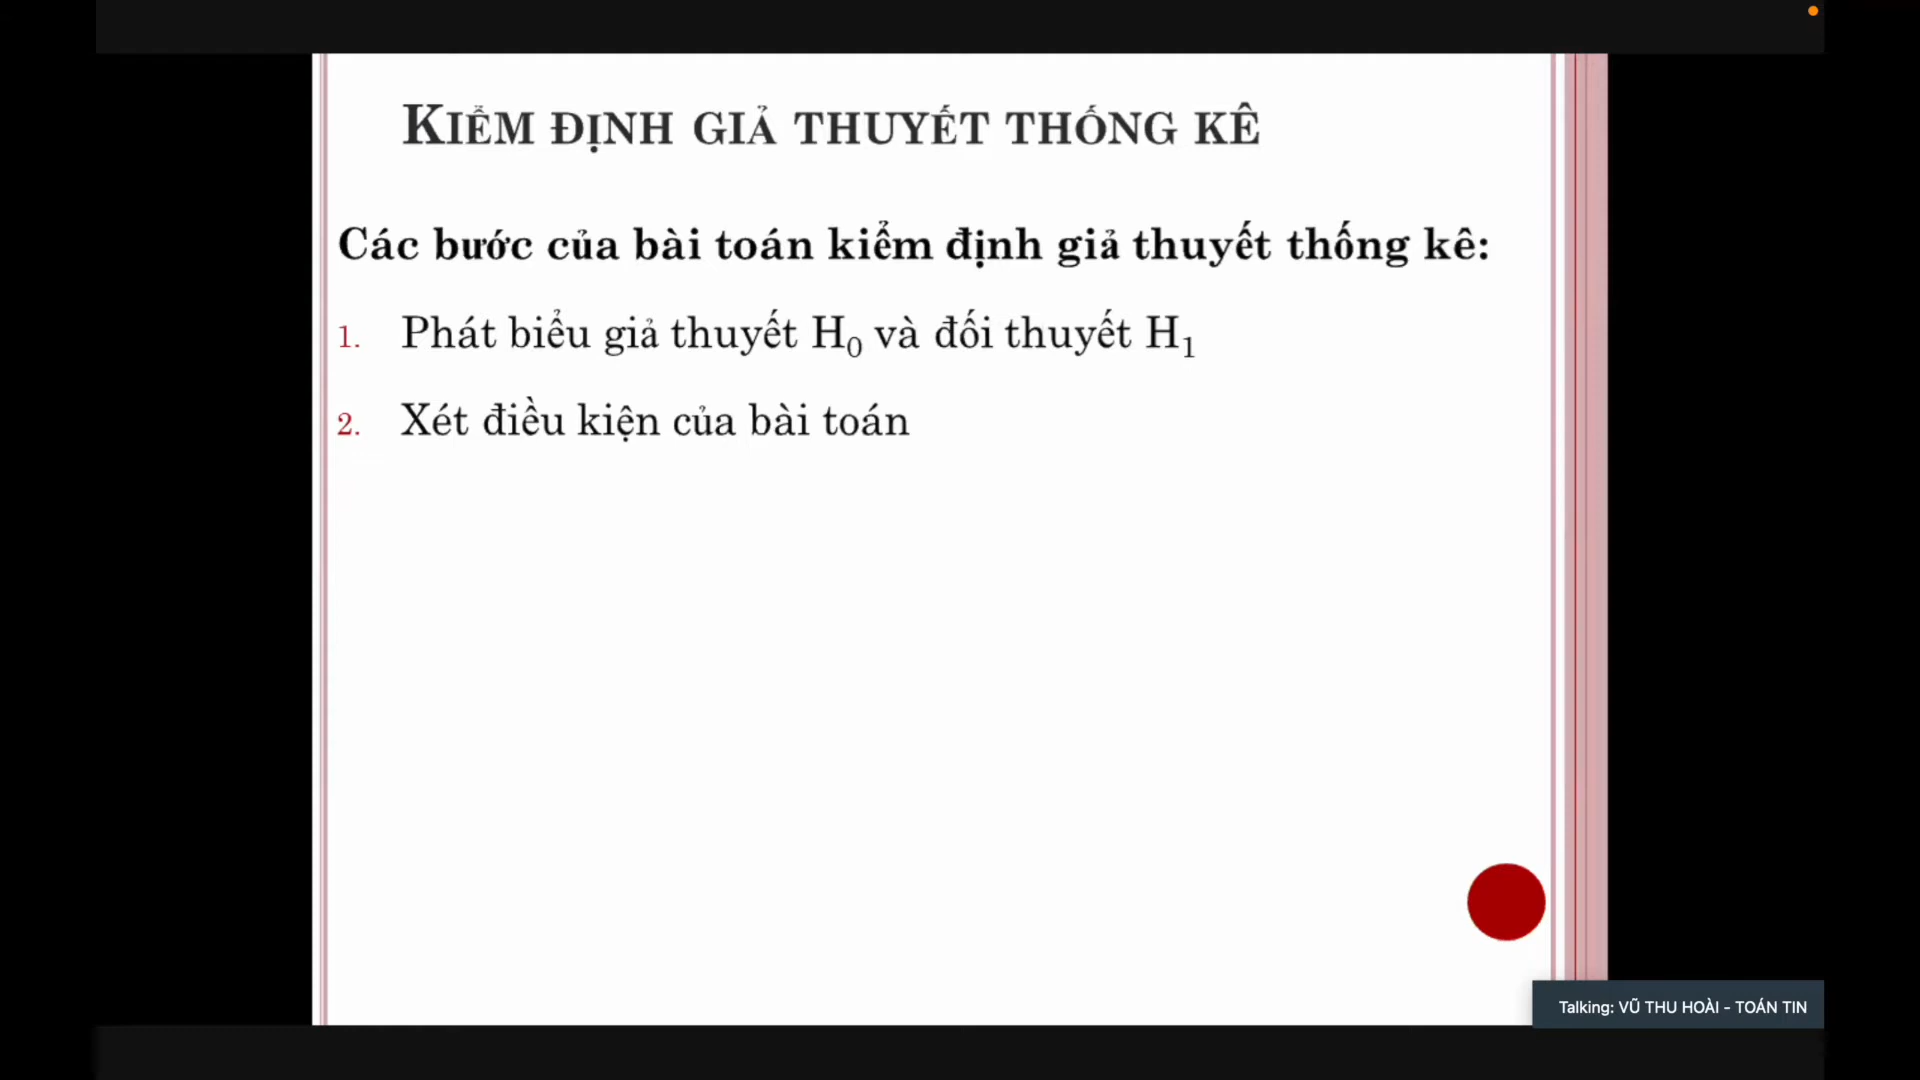 KIỂM ĐỊNH GIẢ THUYẾT THỐNG KÊ
Các bước của bài toán kiểm định giả thuyết thống kê:
1. Phát biểu giả thuyết H₀ và đối thuyết H₁
2. Xét điều kiện của bài toán
Talking: VŨ THU HOÀI - TOÁN TIN